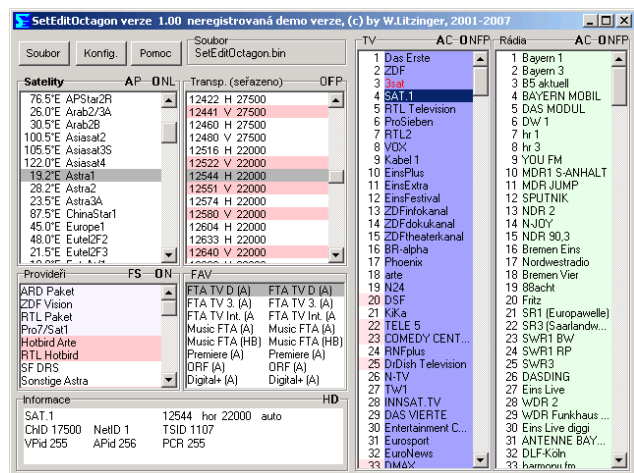 SetEditOctagon verze 1.00 neregistrovaná demo verze, (c) by W.Litzinger, 2001-2007
Soubor
Konfig.
Pomoc
Soubor
SetEditOctagon.bin
Satelity AP ONL
76.5°E APStar2R
26.0°E Arab2/3A
30.5°E Arab2B
100.5°E Asiasat2
105.5°E Asiasat3S
122.0°E Asiasat4
19.2°E Astra1
28.2°E Astra2
23.5°E Astra3A
87.5°E ChinaStar1
45.0°E Europe1
48.0°E Eutel2F2
21.5°E Eutel2F3
Transp. (seřazeno) OFP
12422 H 27500
12441 V 27500
12460 H 27500
12480 V 27500
12516 H 22000
12522 V 22000
12544 H 22000
12551 V 22000
12574 H 22000
12580 V 22000
12604 H 22000
12633 H 22000
12640 V 22000
Provideři FS ON
ARD Paket
ZDF Vision
RTL Paket
Pro7/Sat1
Hotbird Arte
RTL Hotbird
SF DRS
Sonstige Astra
FAV
FTA TV D (A) FTA TV D (A)
FTA TV 3. (A) FTA TV 3. (A)
FTA TV Int. (A FTA TV Int. (A
Music FTA (A) Music FTA (A)
Music FTA (HB) Music FTA (HB)
Premiere (A) Premiere (A)
ORF (A) ORF (A)
Digital+ (A) Digital+ (A)
Informace HD
SAT.1 12544 hor 22000 auto
ChID 17500 NetID 1 TSID 1107
VPid 255 APid 256 PCR 255
TV AC ONFP
1 Das Erste
2 ZDF
3 3sat
4 SAT.1
5 RTL Television
6 ProSieben
7 RTL2
8 VOX
9 Kabel 1
10 EinsPlus
11 EinsExtra
12 EinsFestival
13 ZDFinfokanal
14 ZDFdokukanal
15 ZDFtheaterkanal
16 BR-alpha
17 Phoenix
18 arte
19 N24
20 DSF
21 KiKa
22 TELE 5
23 COMEDY CENT...
24 RNFplus
25 DrDish Television
26 N-TV
27 TW1
28 INNSAT.TV
29 DAS VIERTE
30 Entertainment C...
31 Eurosport
32 EuroNews
33 DMAX
Rádia AC ONFP
1 Bayern 1
2 Bayern 3
3 B5 aktuell
4 BAYERN MOBIL
5 DAS MODUL
6 DW 1
7 hr 1
8 hr 3
9 YOU FM
10 MDR1 S-ANHALT
11 MDR JUMP
12 SPUTNIK
13 NDR 2
14 N-JOY
15 NDR 90,3
16 Bremen Eins
17 Nordwestradio
18 Bremen Vier
19 88acht
20 Fritz
21 SR1 (Europawelle)
22 SR3 (Saarlandw...
23 SWR1 BW
24 SWR1 RP
25 SWR3
26 DASDING
27 Eins Live
28 WDR 2
29 WDR Funkhaus ...
30 Eins Live diggi
31 ANTENNE BAY...
32 DLF-Köln
33 harmony.fm